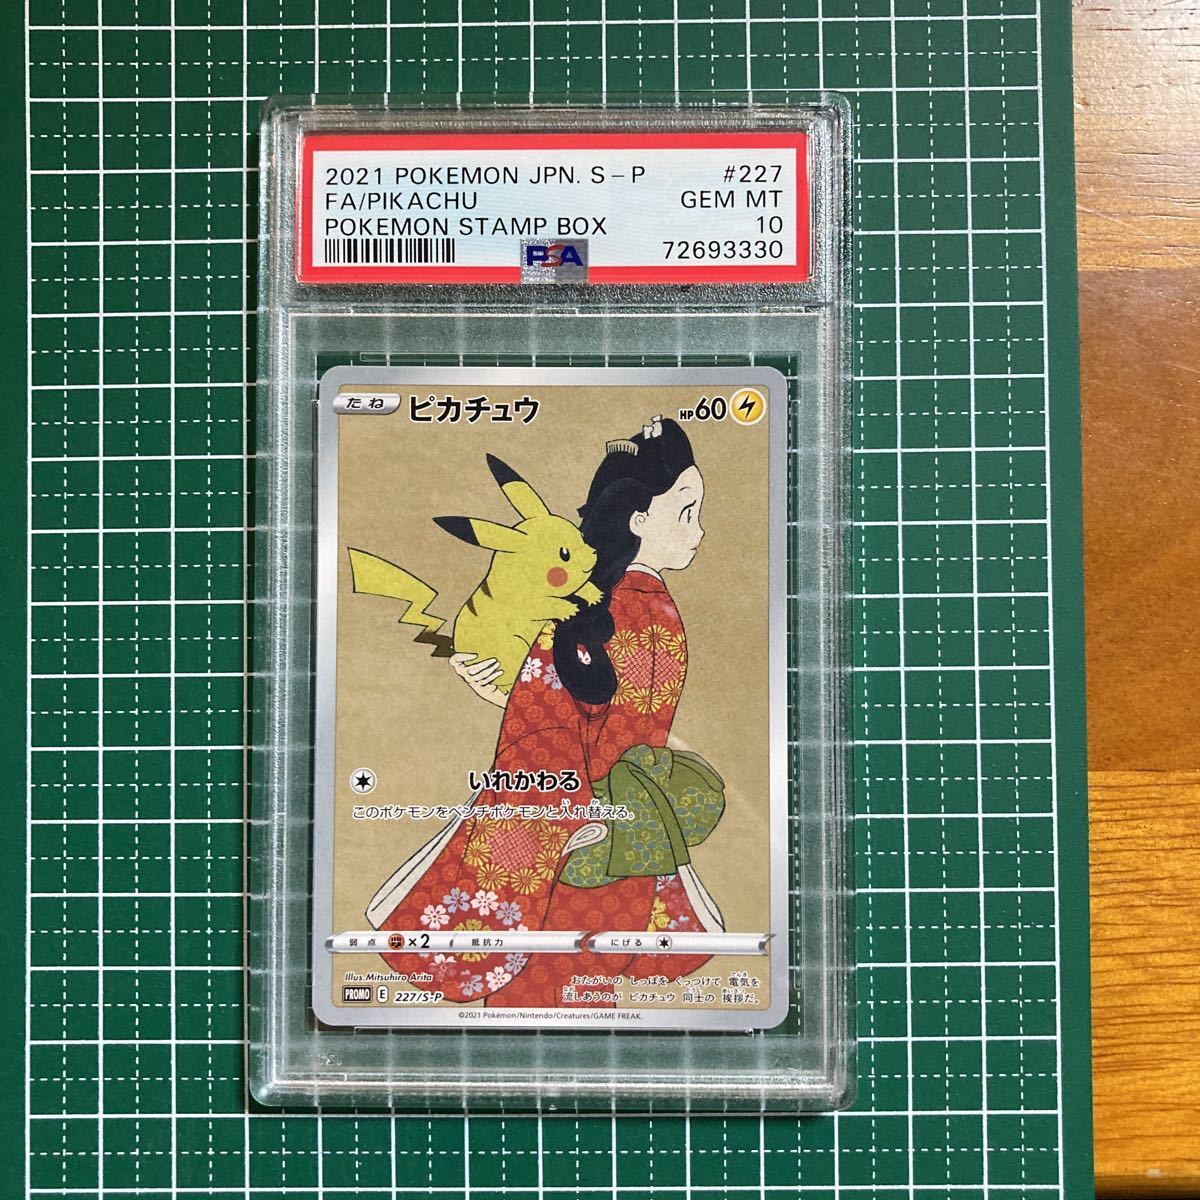 2021 POKEMON JPN. S-P #227
FA/PIKACHU GEM MT
POKEMON STAMP BOX 10
PSA 72693330
たね ピカチュウ HP60
いれかわる
このポケモンをベンチポケモンと入れ替える。
弱点 ×2 抵抗力 にげる
Illus.Mitsuhiro Arita
PROMO E 227/S-P
おたがいの しっぽを くっつけて 電気を
流しあうのが ピカチュウ 同士の 挨拶だ。
©2021 Pokémon/Nintendo/Creatures/GAME FREAK.